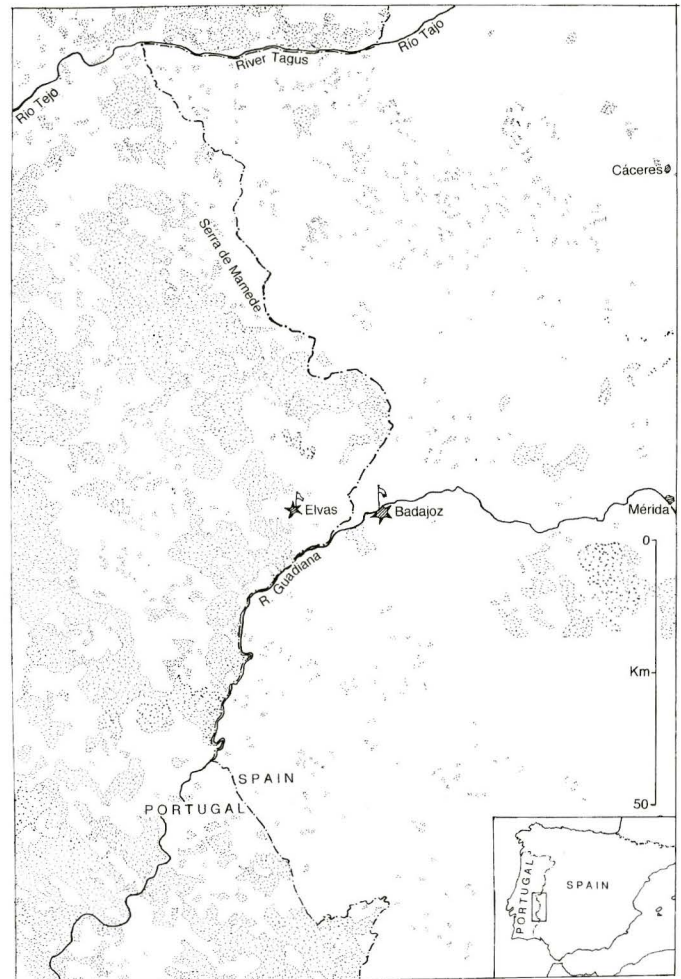 Río Tajo
River Tagus
Rio Tejo
Cáceres
Serra de Mamede
Elvas
Badajoz
Mérida
0
R. Guadiana
Km
SPAIN
PORTUGAL
50
SPAIN
PORTUGAL